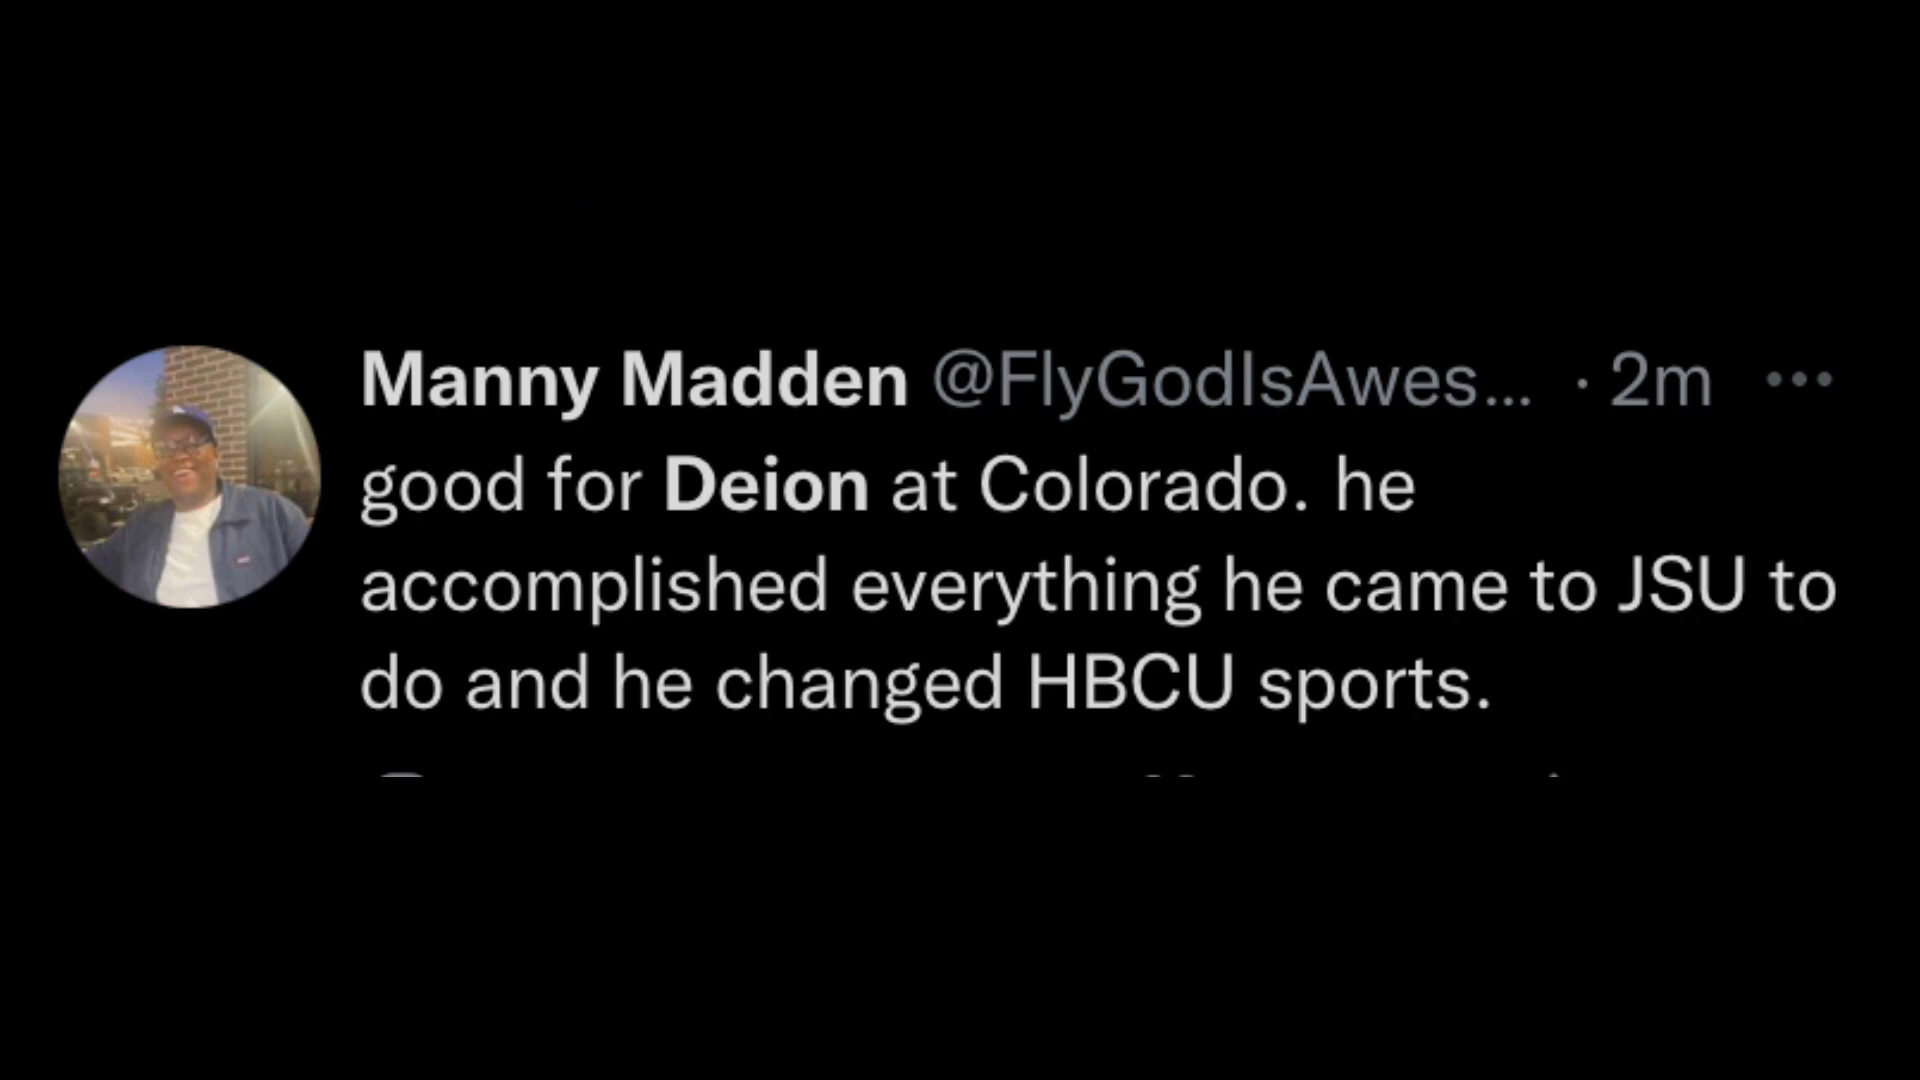 Manny Madden @FlyGodIsAwes... · 2m
good for Deion at Colorado. he
accomplished everything he came to JSU to
do and he changed HBCU sports.